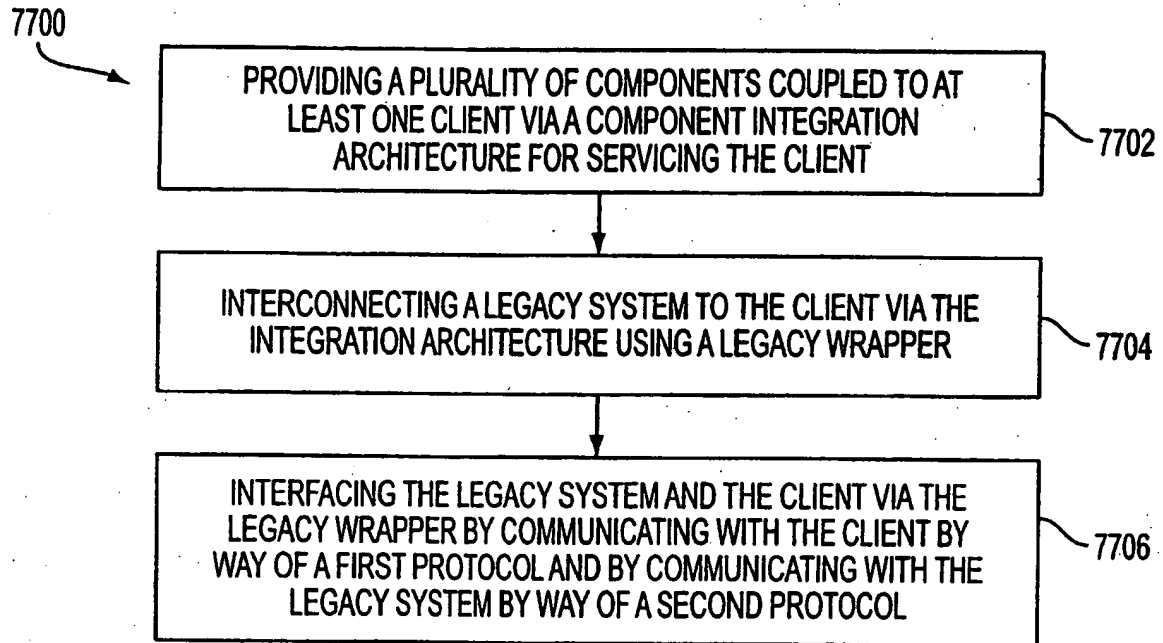 7700
PROVIDING A PLURALITY OF COMPONENTS COUPLED TO AT
LEAST ONE CLIENT VIA A COMPONENT INTEGRATION
ARCHITECTURE FOR SERVICING THE CLIENT
7702
INTERCONNECTING A LEGACY SYSTEM TO THE CLIENT VIA THE
INTEGRATION ARCHITECTURE USING A LEGACY WRAPPER
7704
INTERFACING THE LEGACY SYSTEM AND THE CLIENT VIA THE
LEGACY WRAPPER BY COMMUNICATING WITH THE CLIENT BY
WAY OF A FIRST PROTOCOL AND BY COMMUNICATING WITH THE
LEGACY SYSTEM BY WAY OF A SECOND PROTOCOL
7706